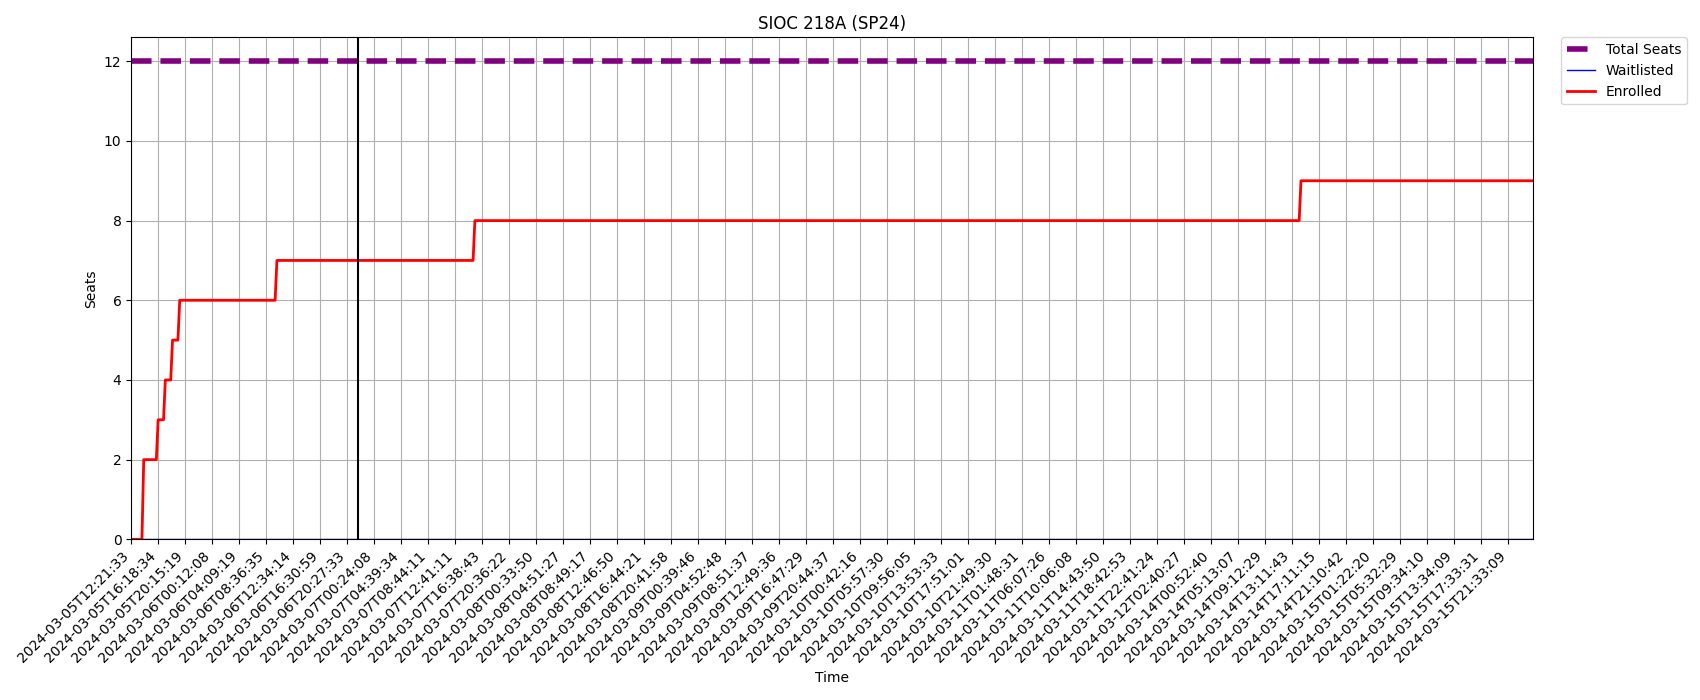 SIOC 218A (SP24)
Total Seats
Waitlisted
Enrolled
12
10
8
6
4
2
0
Seats
2024-03-05T12:21:33
2024-03-05T16:18:34
2024-03-05T20:15:19
2024-03-06T00:12:08
2024-03-06T04:09:19
2024-03-06T08:36:35
2024-03-06T12:34:14
2024-03-06T16:30:59
2024-03-06T20:27:33
2024-03-07T00:24:08
2024-03-07T04:39:34
2024-03-07T08:44:11
2024-03-07T12:41:11
2024-03-07T16:38:43
2024-03-07T20:36:22
2024-03-08T00:33:50
2024-03-08T04:51:27
2024-03-08T08:49:17
2024-03-08T12:46:50
2024-03-08T16:44:21
2024-03-08T20:41:58
2024-03-09T00:39:46
2024-03-09T04:52:48
2024-03-09T08:51:37
2024-03-09T12:49:36
2024-03-09T16:47:29
2024-03-09T20:44:37
2024-03-10T00:42:16
2024-03-10T05:57:30
2024-03-10T09:56:05
2024-03-10T13:53:33
2024-03-10T17:51:01
2024-03-10T21:49:30
2024-03-11T01:48:31
2024-03-11T06:07:26
2024-03-11T10:06:08
2024-03-11T14:43:50
2024-03-11T18:42:53
2024-03-11T22:41:24
2024-03-12T02:40:27
2024-03-14T00:52:40
2024-03-14T05:13:07
2024-03-14T09:12:29
2024-03-14T13:11:43
2024-03-14T17:11:15
2024-03-14T21:10:42
2024-03-15T01:22:20
2024-03-15T05:32:29
2024-03-15T09:34:10
2024-03-15T13:34:09
2024-03-15T17:33:31
2024-03-15T21:33:09
Time